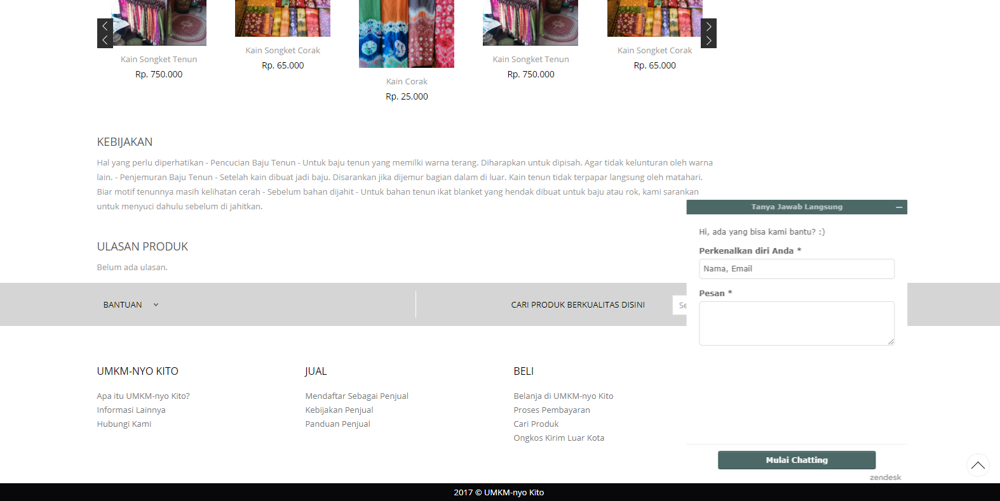 Kain Songket Tenun
Rp. 750.000
Kain Songket Corak
Rp. 65.000
Kain Corak
Rp. 25.000
Kain Songket Tenun
Rp. 750.000
Kain Songket Corak
Rp. 65.000
KEBIJAKAN
Hal yang perlu diperhatikan - Pencucian Baju Tenun - Untuk baju tenun yang memilki warna terang. Diharapkan untuk dipisah. Agar tidak kelunturan oleh warna
lain. - Penjemuran Baju Tenun - Setelah kain dibuat jadi baju. Disarankan jika dijemur bagian dalam di luar. Kain tenun tidak terpapar langsung oleh matahari.
Biar motif tenunnya masih kelihatan cerah - Sebelum bahan dijahit - Untuk bahan tenun ikat blanket yang hendak dibuat untuk baju atau rok, kami sarankan
untuk menyuci dahulu sebelum di jahitkan.
ULASAN PRODUK
Belum ada ulasan.
BANTUAN
CARI PRODUK BERKUALITAS DISINI
Se
Tanya Jawab Langsung
Hi, ada yang bisa kami bantu? :)
Perkenalkan diri Anda *
Nama, Email
Pesan *
Mulai Chatting
zendesk
UMKM-NYO KITO
Apa itu UMKM-nyo Kito?
Informasi Lainnya
Hubungi Kami
JUAL
Mendaftar Sebagai Penjual
Kebijakan Penjual
Panduan Penjual
BELI
Belanja di UMKM-nyo Kito
Proses Pembayaran
Cari Produk
Ongkos Kirim Luar Kota
2017 © UMKM-nyo Kito